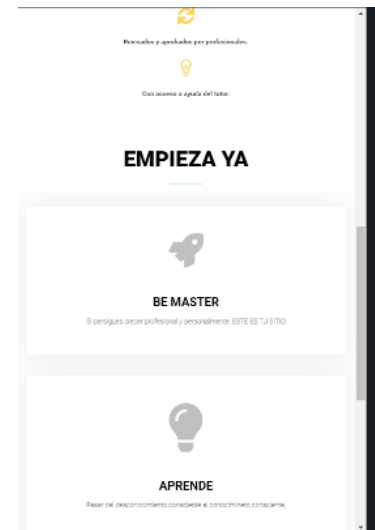 Revisados y aprobados por profesionales.
Con acceso a ayuda del tutor.
EMPIEZA YA
BE MASTER
Si persigues crecer profesional y personalmente. ESTE ES TU SITIO
APRENDE
Pasar del desconocimiento consciente al conocimiento consciente,